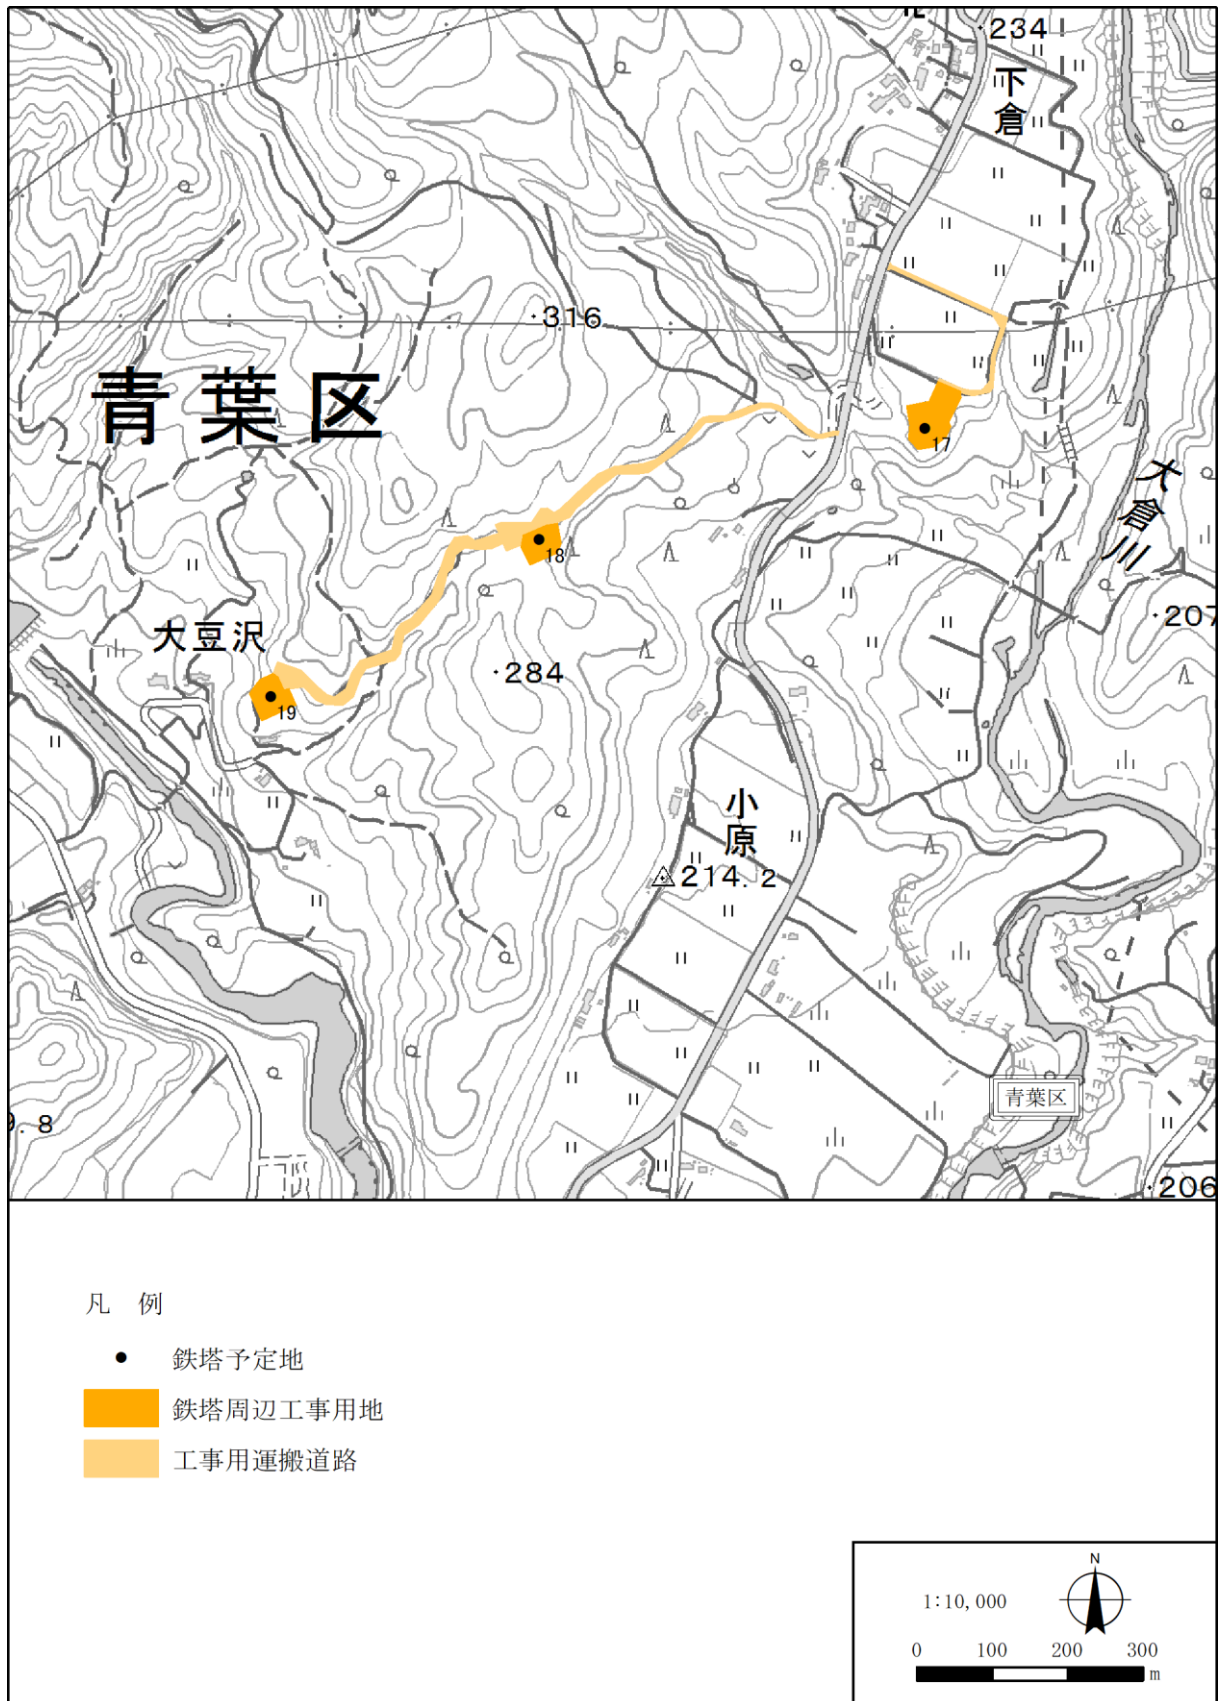 234
下倉
316
青葉区
17
大倉川
18
207
大豆沢
284
19
小原
214.2
青葉区
9.8
206
凡 例
鉄塔予定地
鉄塔周辺工事用地
工事用運搬道路
N
1:10,000
0 100 200 300
m